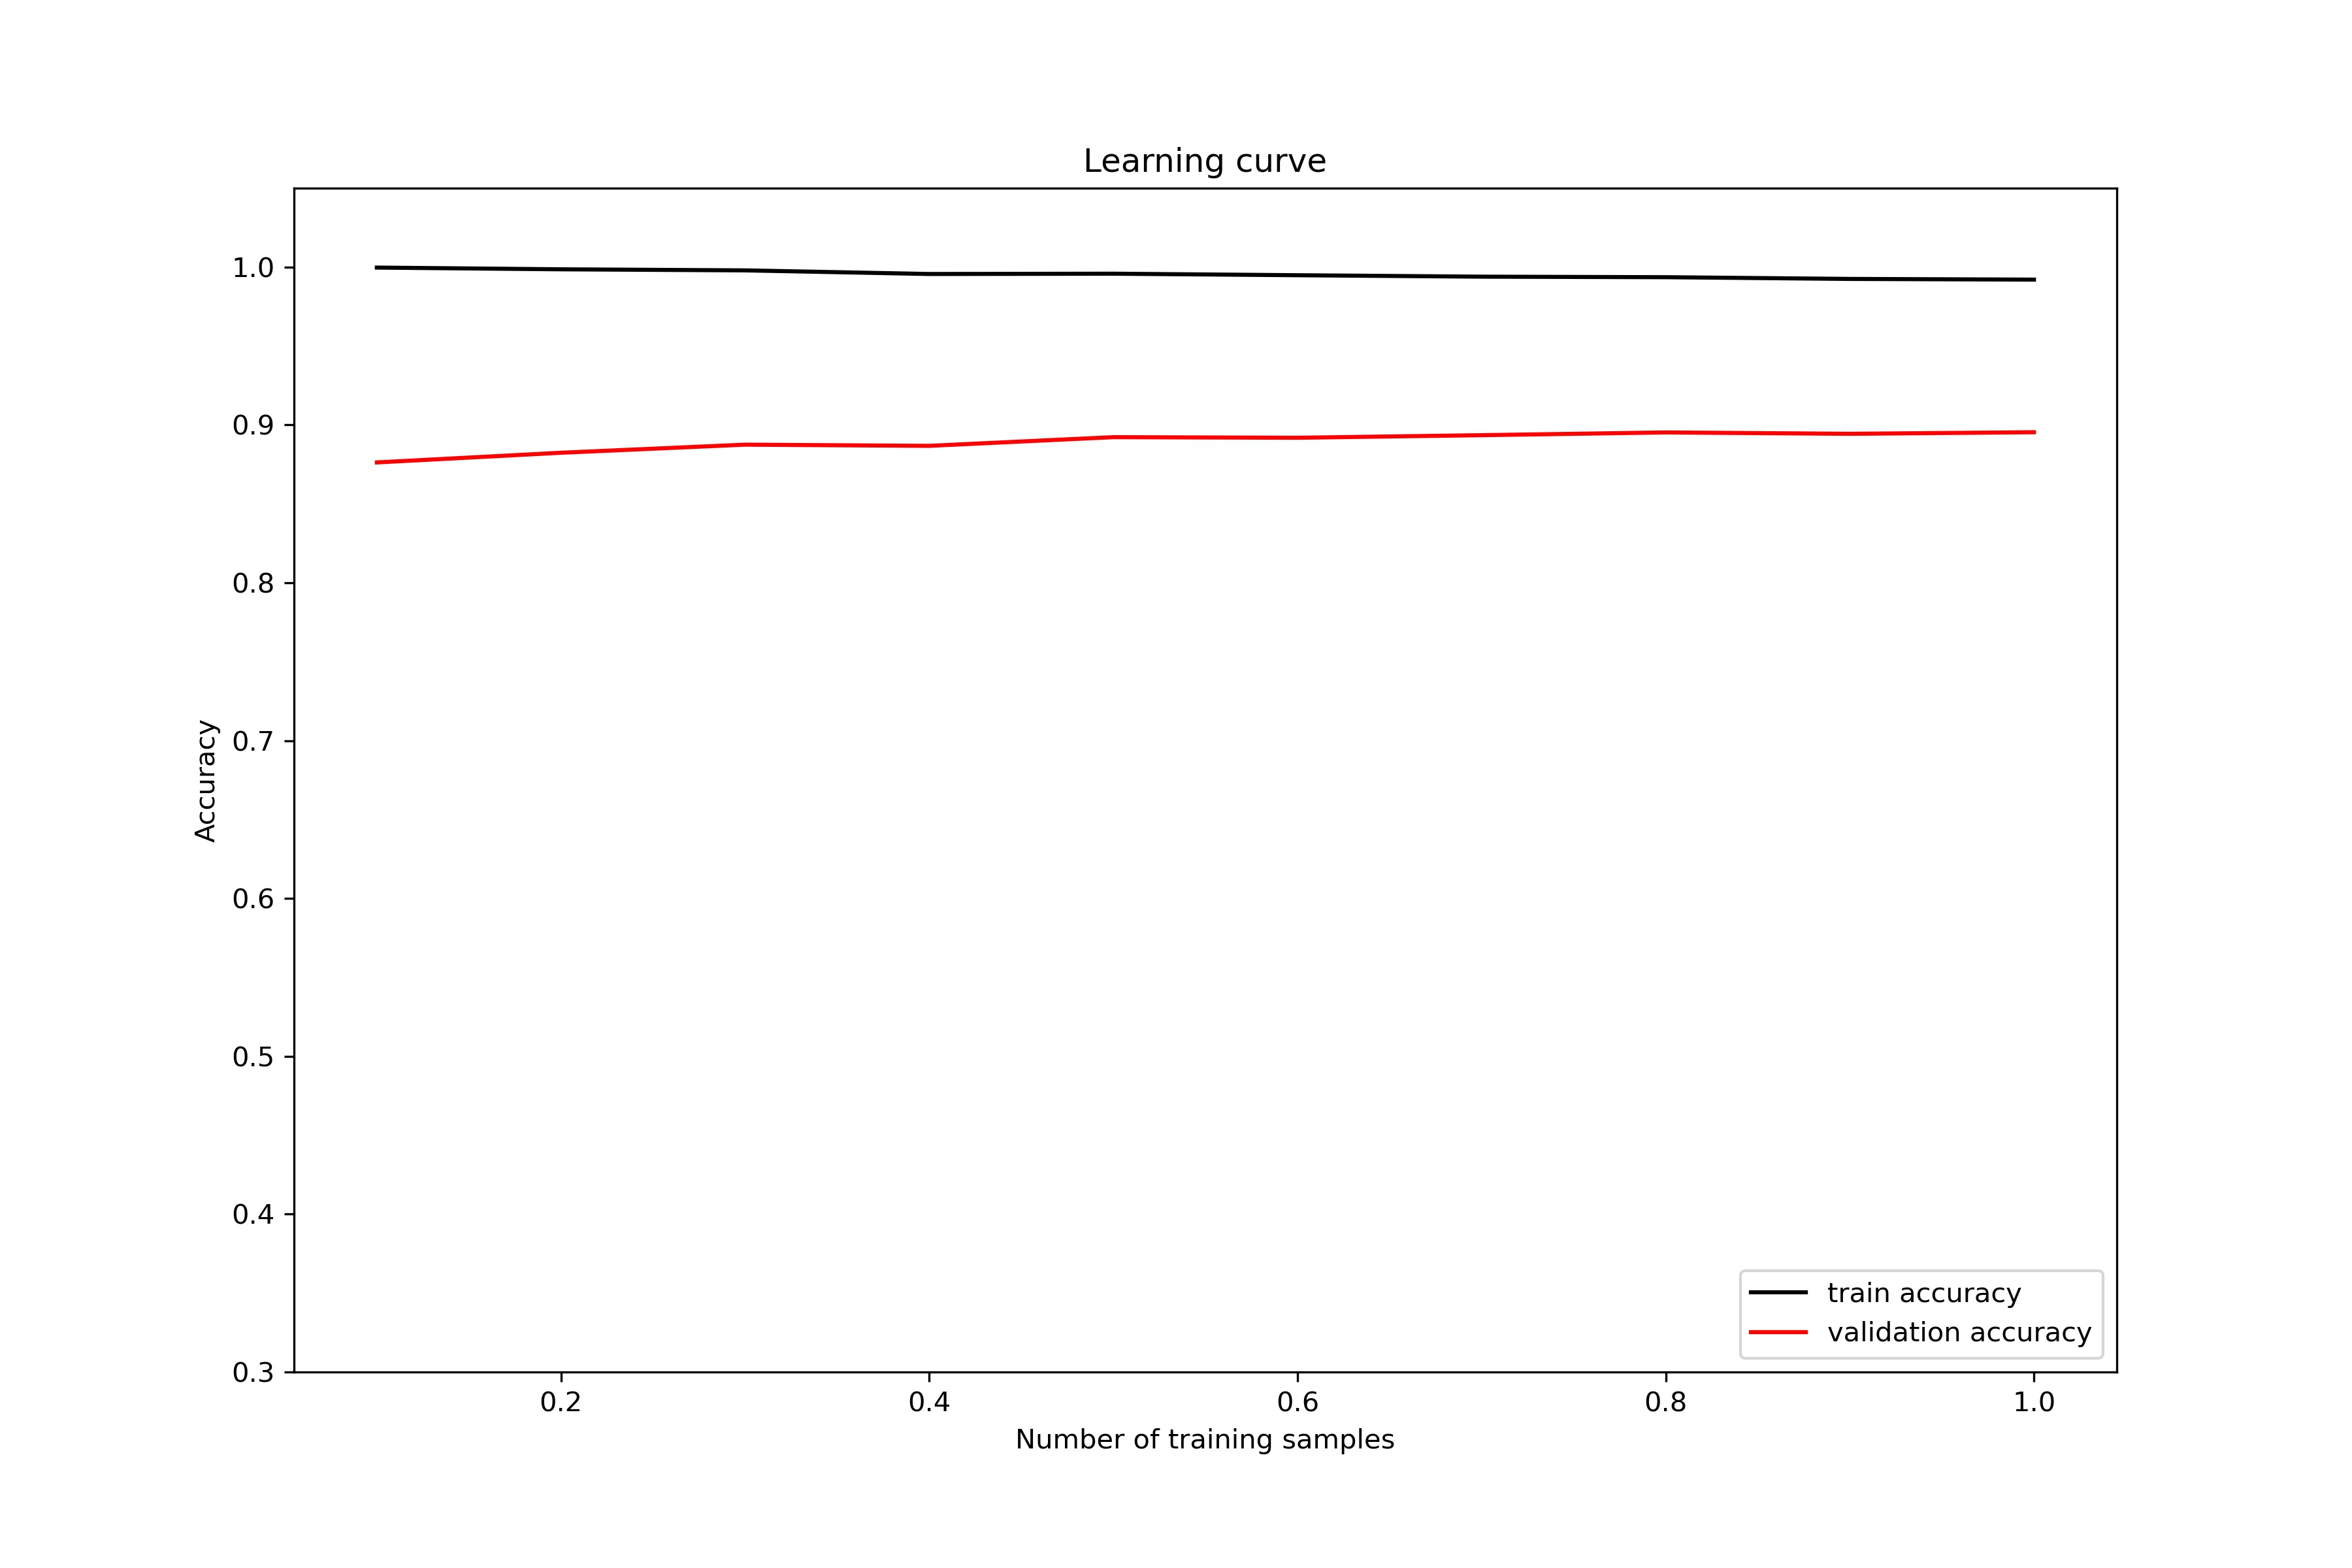 Learning curve
1.0
0.9
0.8
0.7
0.6
0.5
0.4
0.3
Accuracy
train accuracy
validation accuracy
0.2 0.4 0.6 0.8 1.0
Number of training samples